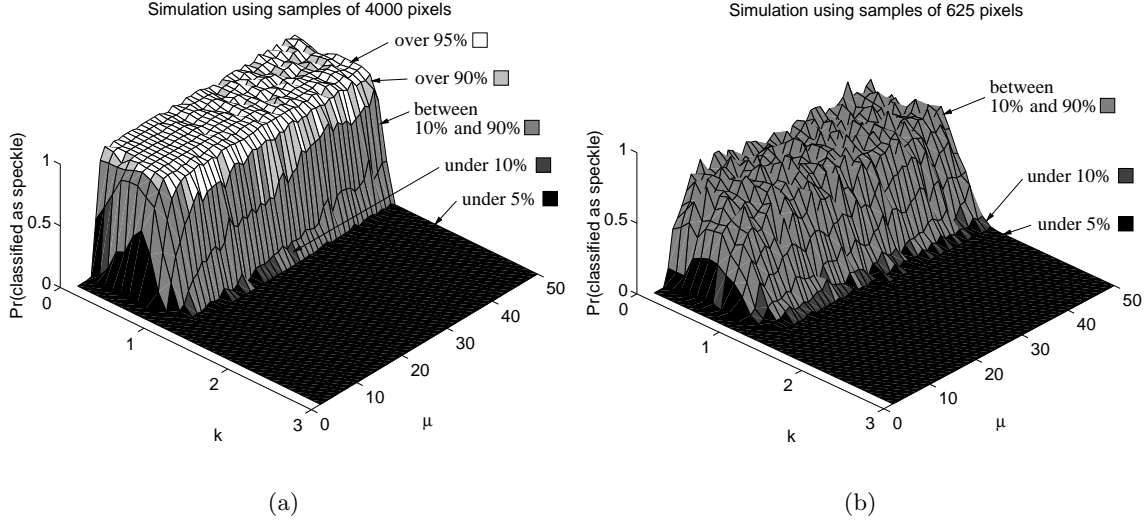 Simulation using samples of 4000 pixels
over 95%
over 90%
between
10% and 90%
under 10%
under 5%
Pr(classified as speckle)
1
0.5
0
0
1
2
3
k
0
10
20
30
40
50
μ
(a)
Simulation using samples of 625 pixels
between
10% and 90%
under 10%
under 5%
Pr(classified as speckle)
1
0.5
0
0
1
2
3
k
0
10
20
30
40
50
μ
(b)